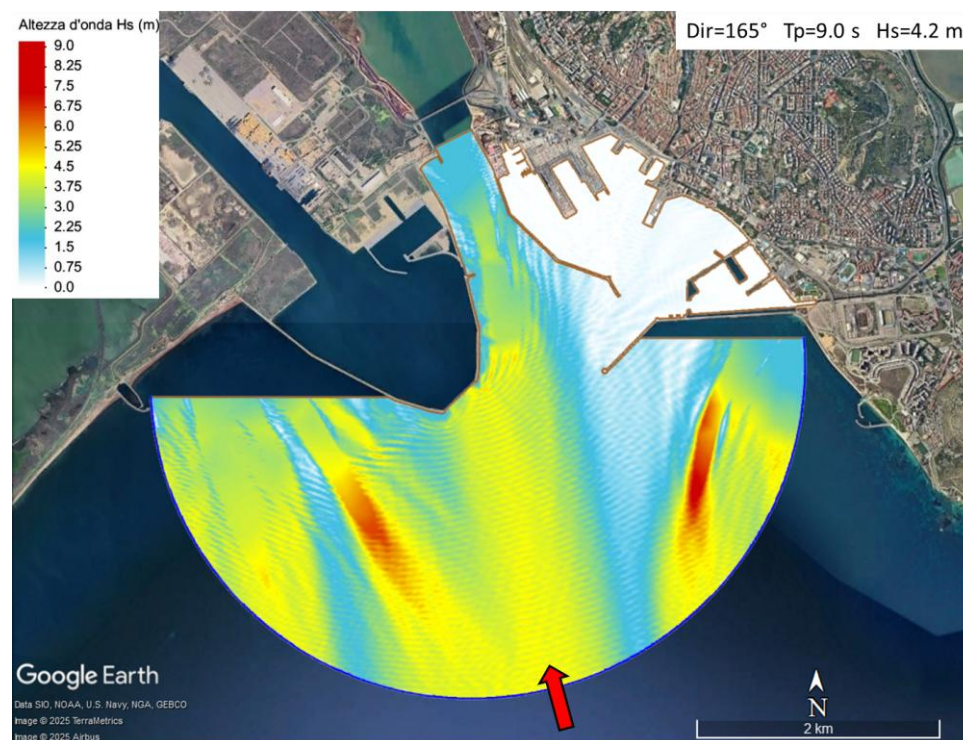 Altezza d'onda Hs (m)
9.0
8.25
7.5
6.75
6.0
5.25
4.5
3.75
3.0
2.25
1.5
0.75
0.0
Dir=165° Tp=9.0 s Hs=4.2 m
Google Earth
Data SIO, NOAA, U.S. Navy, NGA, GEBCO
Image © 2025 TerraMetrics
Image © 2025 Airbus
N
2 km